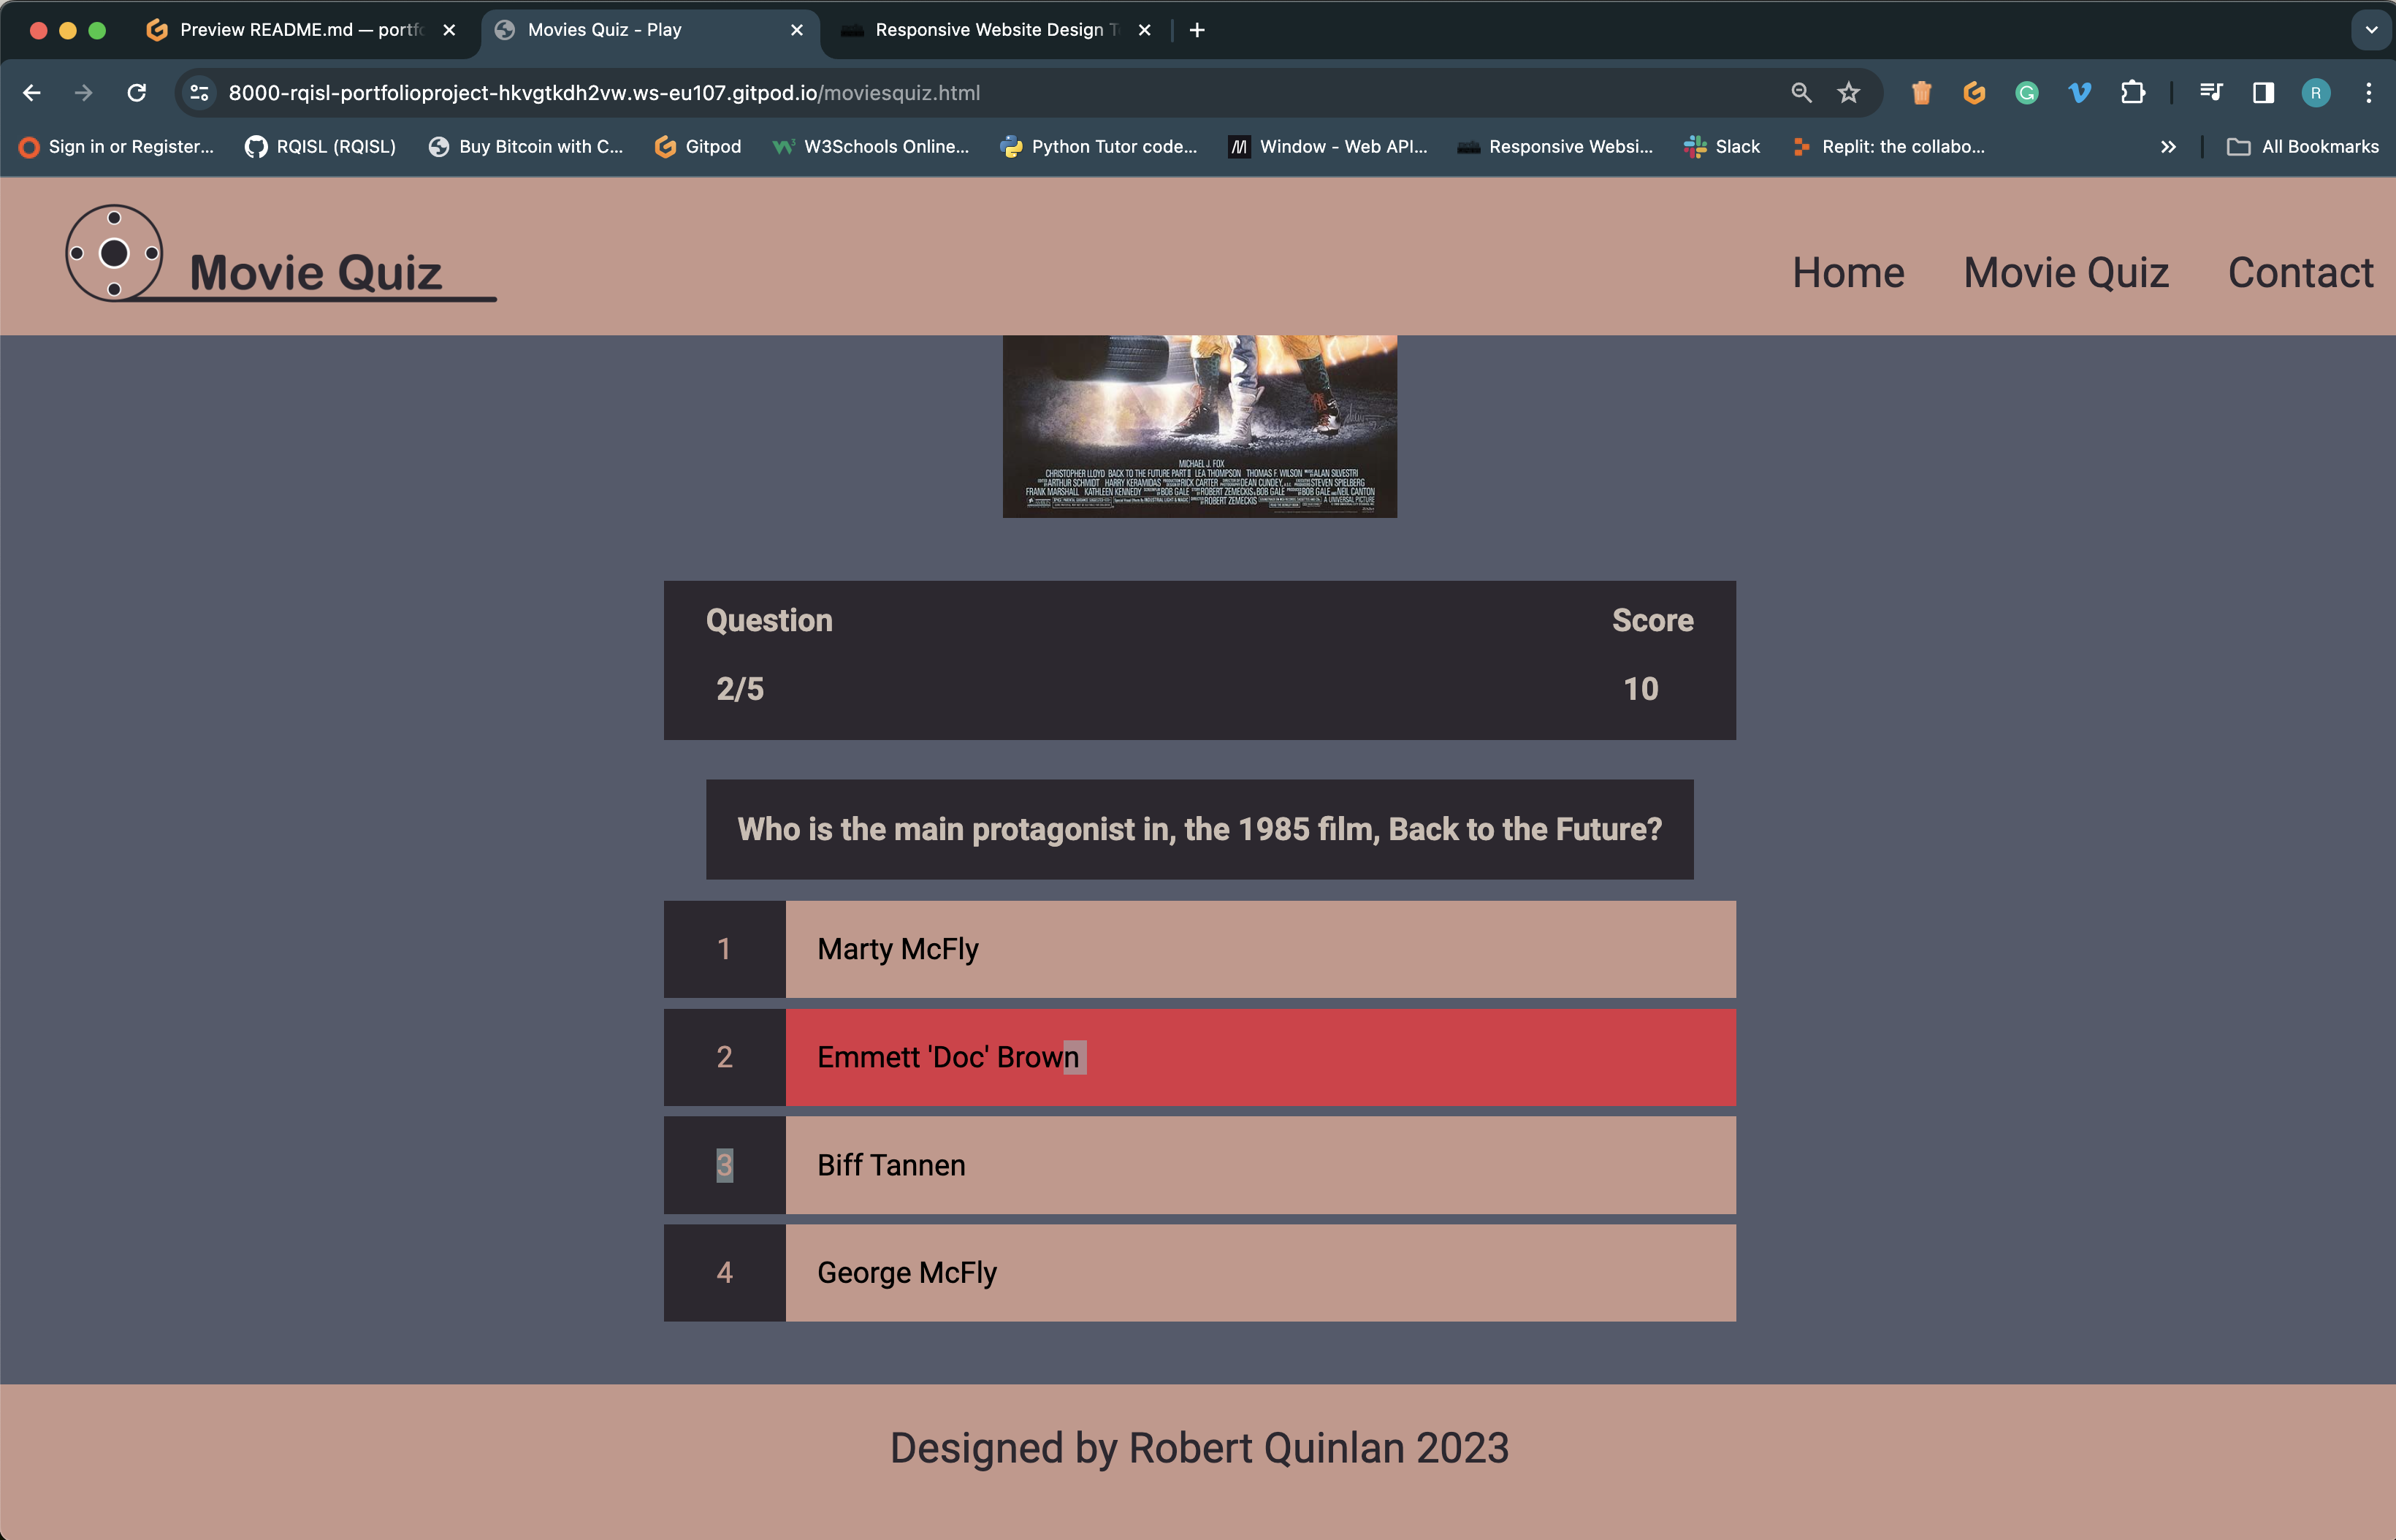 Preview README.md — portfo
Movies Quiz - Play
Responsive Website Design T
8000-rqisl-portfolioproject-hkvgtkdh2vw.ws-eu107.gitpod.io/moviesquiz.html
R
Sign in or Register...
RQISL (RQISL)
Buy Bitcoin with C...
Gitpod
W3Schools Online...
Python Tutor code...
Window - Web API...
Responsive Websi...
Slack
Replit: the collabo...
All Bookmarks
Movie Quiz
Home
Movie Quiz
Contact
MICHAEL J. FOX
CHRISTOPHER LLOYD BACK TO THE FUTURE PART II LEA THOMPSON THOMAS F. WILSON ALAN SILVESTRI
ARTHUR SCHMIDT HARRY KERAMIDAS RICK CARTER DEAN CUNDEY, STEVEN SPIELBERG
FRANK MARSHALL KATHLEEN KENNEDY BOB GALE ROBERT ZEMECKIS & BOB GALE BOB GALE NEIL CANTON
ROBERT ZEMECKIS A UNIVERSAL PICTURE
Question
Score
2/5
10
Who is the main protagonist in, the 1985 film, Back to the Future?
1
Marty McFly
2
Emmett 'Doc' Brown
3
Biff Tannen
4
George McFly
Designed by Robert Quinlan 2023